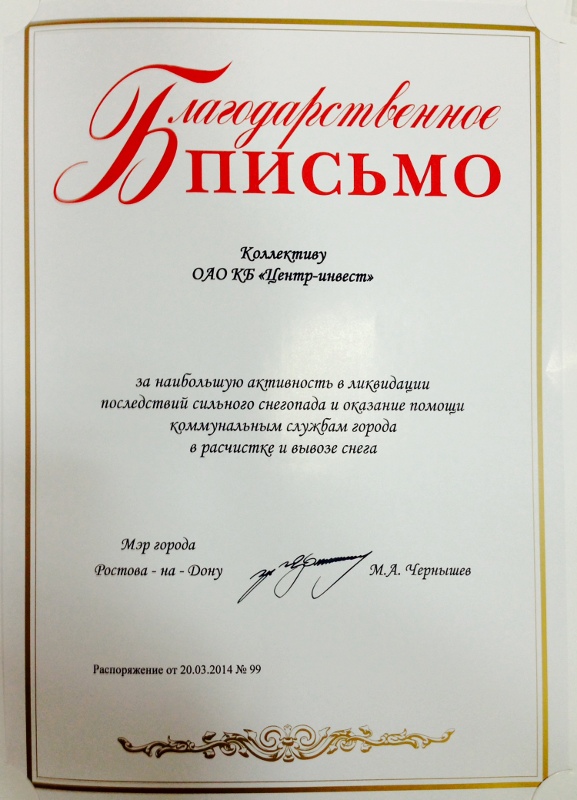 Благодарственное
ПИСЬМО
Коллективу
ОАО КБ «Центр-инвест»
за наибольшую активность в ликвидации
последствий сильного снегопада и оказание помощи
коммунальным службам города
в расчистке и вывозе снега
Мэр города
Ростова - на - Дону М.А. Чернышев
Распоряжение от 20.03.2014 № 99